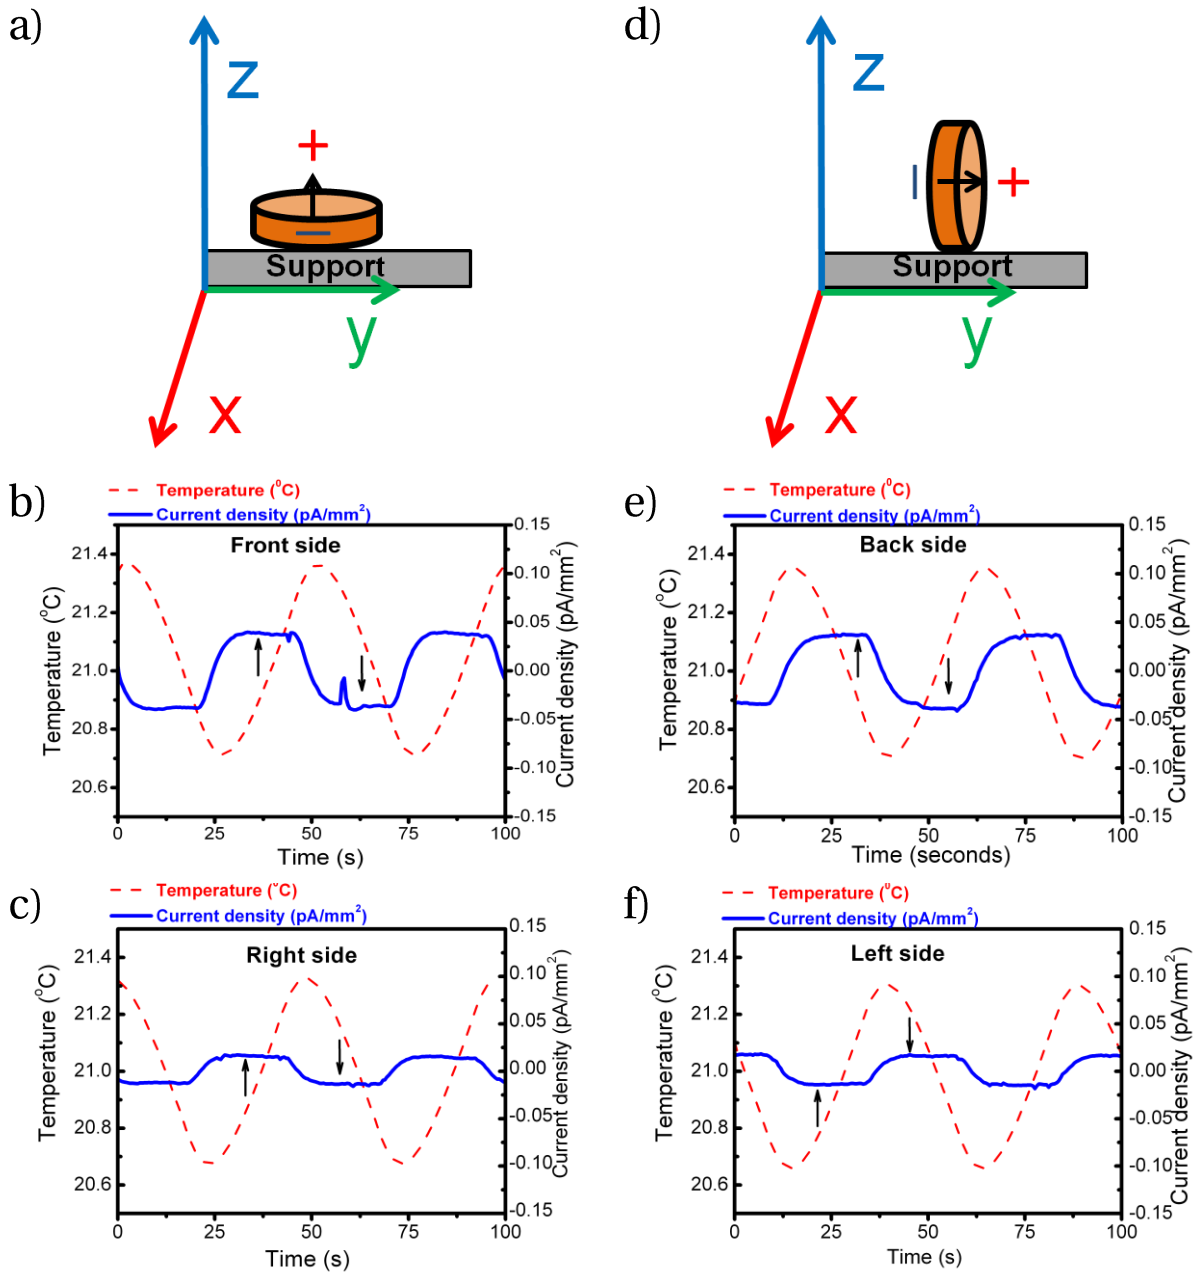 a)
Z
+
−
Support
y
x
d)
Z
− +
Support
y
x
b)
Temperature (⁰C)
Current density (pA/mm²)
Front side
Temperature (°C)
21.4
21.2
21.0
20.8
20.6
0.15
0.10
0.05
0.00
-0.05
-0.10
-0.15
Current density (pA/mm²)
0 25 50 75 100
Time (s)
e)
Temperature (⁰C)
Current density (pA/mm²)
Back side
Temperature (°C)
21.4
21.2
21.0
20.8
20.6
0.15
0.10
0.05
0.00
-0.05
-0.10
-0.15
Current density (pA/mm²)
0 25 50 75 100
Time (seconds)
c)
Temperature (⁰C)
Current density (pA/mm²)
Right side
Temperature (°C)
21.4
21.2
21.0
20.8
20.6
0.15
0.10
0.05
0.00
-0.05
-0.10
-0.15
Current density (pA/mm²)
0 25 50 75 100
Time (s)
f)
Temperature (⁰C)
Current density (pA/mm²)
Left side
Temperature (°C)
21.4
21.2
21.0
20.8
20.6
0.15
0.10
0.05
0.00
-0.05
-0.10
-0.15
Current density (pA/mm²)
0 25 50 75 100
Time (s)